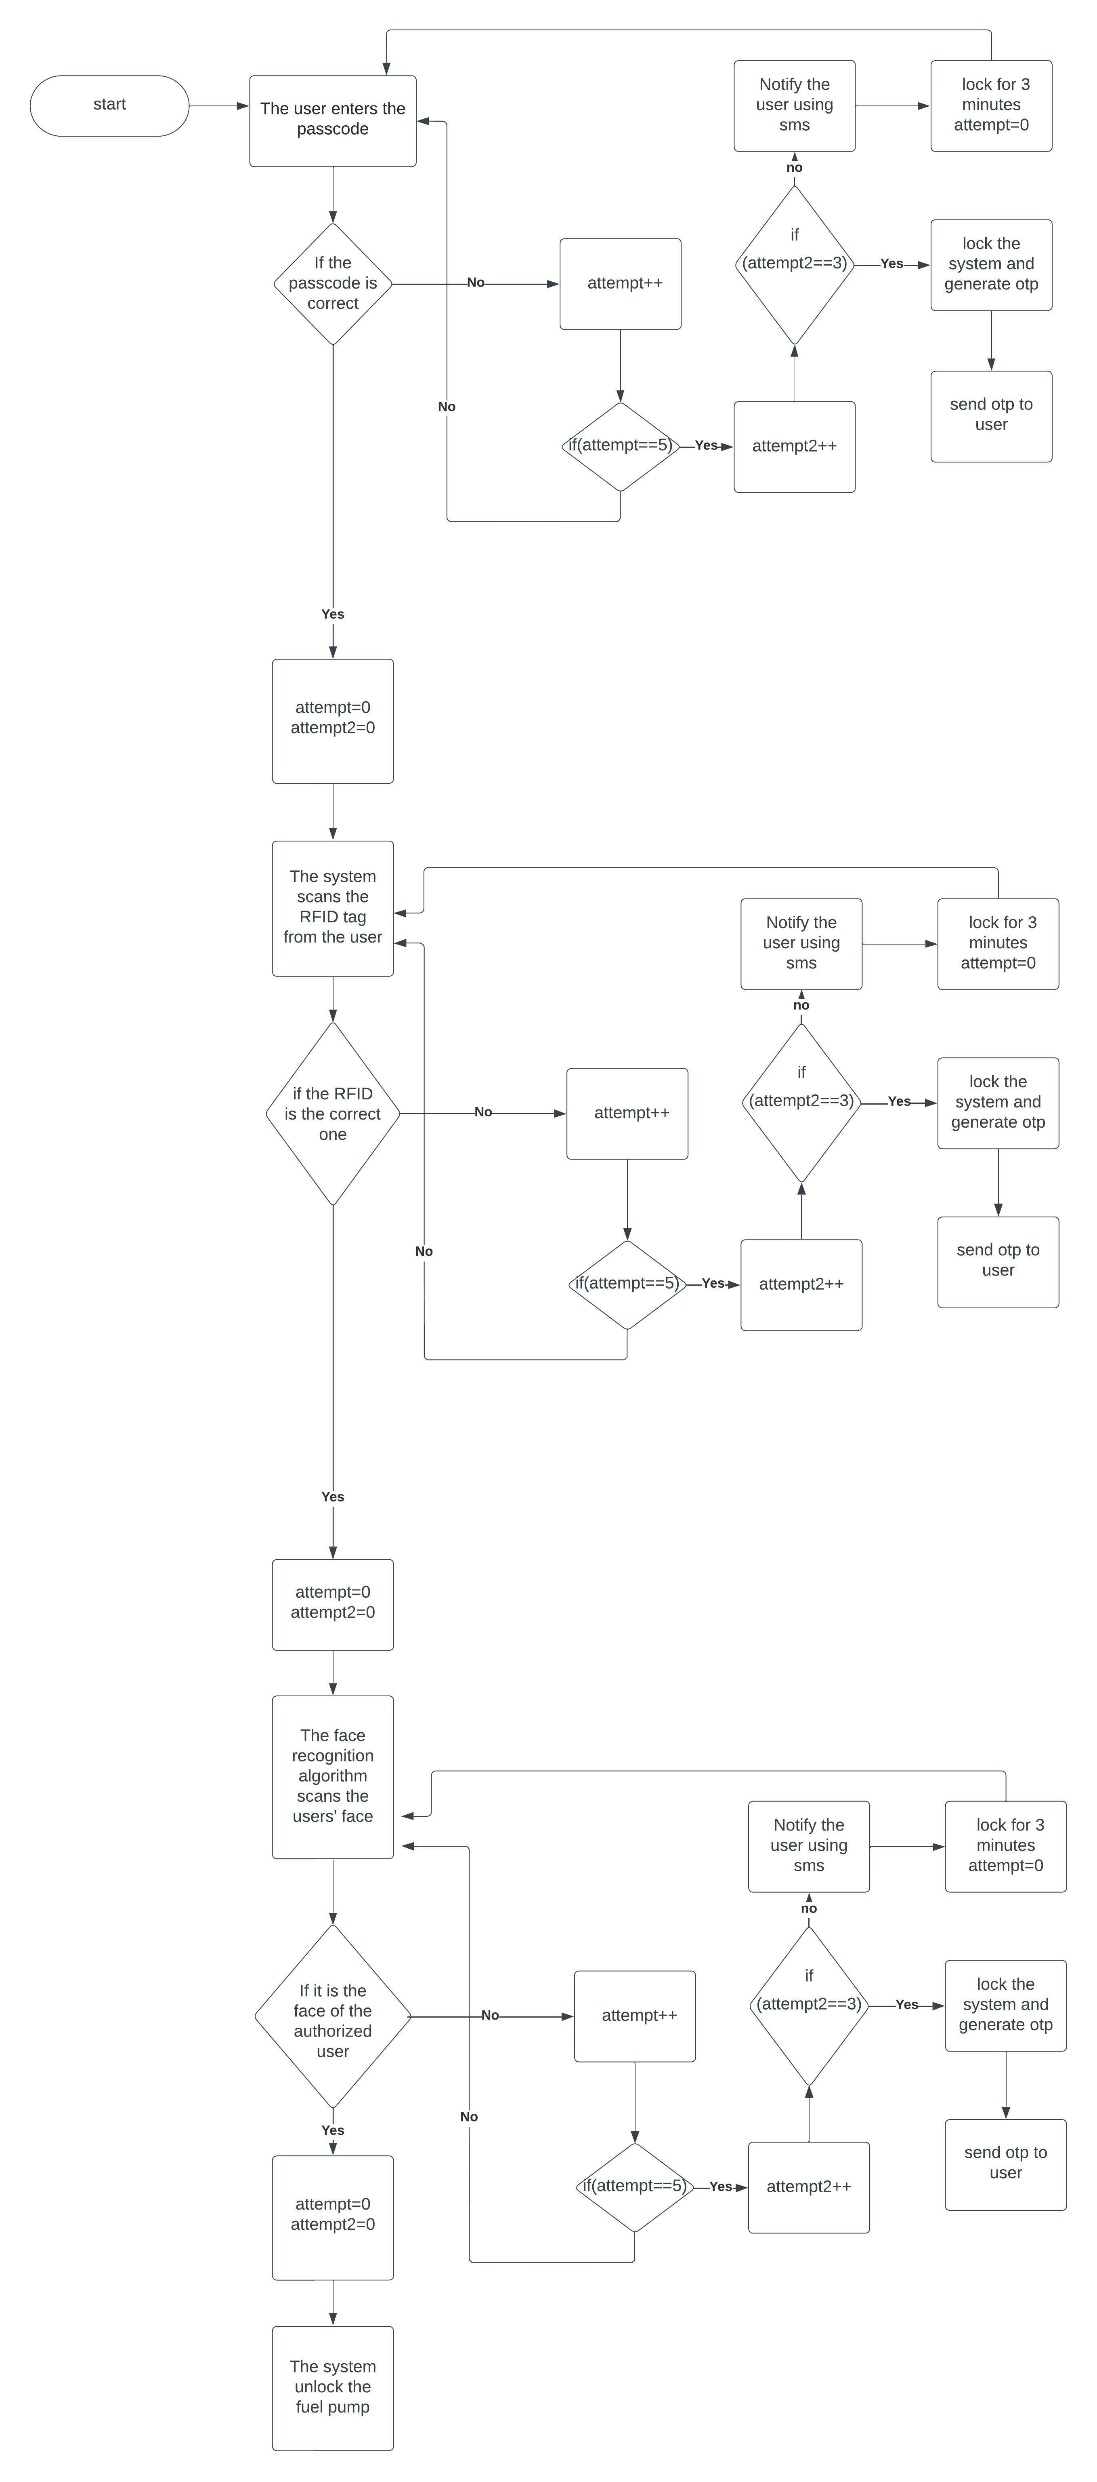 start
The user enters the
passcode
Notify the
user using
sms
lock for 3
minutes
attempt=0
no
If the
passcode is
correct
No
attempt++
if
(attempt2==3)
Yes
lock the
system and
generate otp
No
if(attempt==5)
Yes
attempt2++
send otp to
user
Yes
attempt=0
attempt2=0
The system
scans the
RFID tag
from the user
Notify the
user using
sms
lock for 3
minutes
attempt=0
no
if the RFID
is the correct
one
No
attempt++
if
(attempt2==3)
Yes
lock the
system and
generate otp
No
if(attempt==5)
Yes
attempt2++
send otp to
user
Yes
attempt=0
attempt2=0
The face
recognition
algorithm
scans the
users' face
Notify the
user using
sms
lock for 3
minutes
attempt=0
no
If it is the
face of the
authorized
user
No
attempt++
if
(attempt2==3)
Yes
lock the
system and
generate otp
No
if(attempt==5)
Yes
attempt2++
send otp to
user
Yes
attempt=0
attempt2=0
The system
unlock the
fuel pump